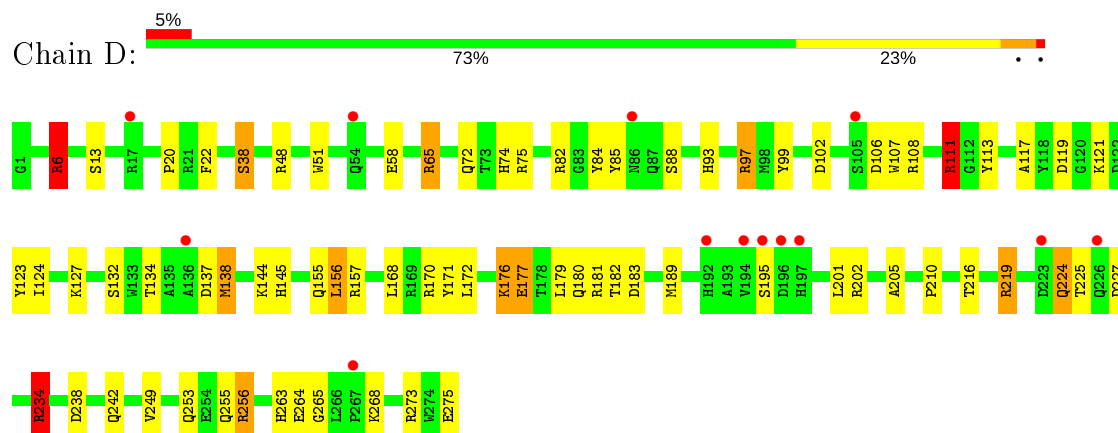 5%
Chain D:
73% 23% • •
G1 R6 S13 R17 P20 R21 F22 S38 R48 W51 Q54 E58 R65 Q72 T73 H74 R75 R82 G83 Y84 Y85 N86 Q87 S88 H93 R97 M98 Y99 D102 S105 D106 W107 R108 R111 G112 Y113 A117 Y118 D119 G120 K121 D122
Y123 I124 K127 S132 W133 T134 A135 A136 D137 M138 K144 H145 Q155 L156 R157 L168 R169 R170 Y171 L172 K176 E177 T178 L179 Q180 R181 T182 D183 M189 H192 A193 V194 S195 D196 H197 L201 R202 A205 P210 T216 R219 D223 Q224 T225 Q226 D227
R234 D238 Q242 V249 Q253 E254 Q255 R256 H263 E264 G265 L266 P267 K268 R273 W274 E275